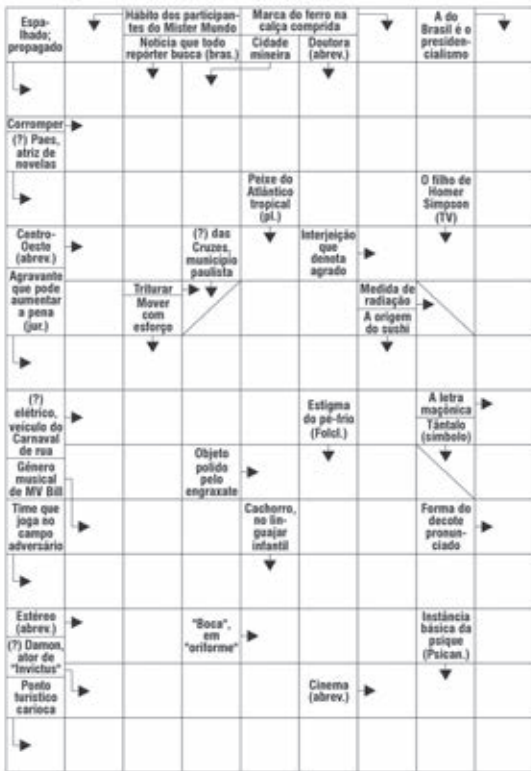 Espa-
lhado;
propagado
Hábito dos participan-
tes do Mister Mundo
Notícia que todo
repórter busca (bras.)
Marca do ferro na
calça comprida
Cidade
mineira
Doutora
(abrev.)
A do
Brasil é o
presiden-
cialismo
Corromper
(?) Paes,
atriz de
novelas
Peixe do
Atlântico
tropical
(pl.)
O filho de
Homer
Simpson
(TV)
Centro-
Oeste
(abrev.)
(?) das
Cruzes,
município
paulista
Interjeição
que
denota
agrado
Agravante
que pode
aumentar
a pena
(jur.)
Triturar
Mover
com
esforço
Medida de
radiação
A origem
do sushi
(?)
elétrico,
veículo do
Carnaval
de rua
Estigma
do pé-frio
(Folcl.)
A letra
maçônica
Tântalo
(símbolo)
Gênero
musical
de MV Bill
Objeto
polido
pelo
engraxate
Time que
joga no
campo
adversário
Cachorro,
no lin-
guajar
infantil
Forma do
decote
pronun-
ciado
Estéreo
(abrev.)
"Boca",
em
"oriforme"
Instância
básica da
psique
(Psican.)
(?) Damon,
ator de
"Invictus"
Ponto
turístico
carioca
Cinema
(abrev.)